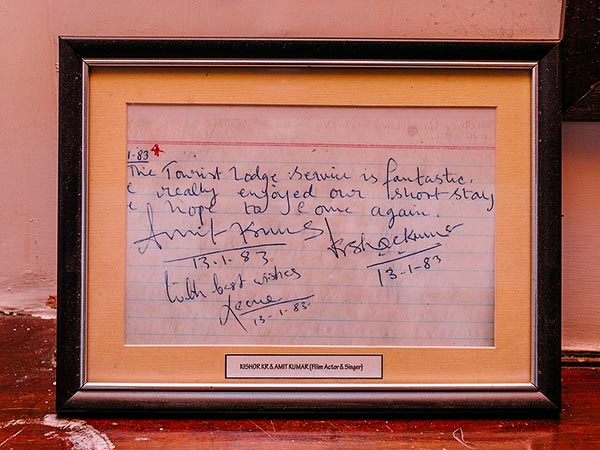 1-83
The Tourist Lodge service is fantastic.
e really enjoyed our short stay
e hope to come again.
Amit Kumar Kishore Kumar
13-1-83 13-1-83
With best wishes
Leena
13-1-83
KISHOR KR & AMIT KUMAR (Film Actor & Singer)